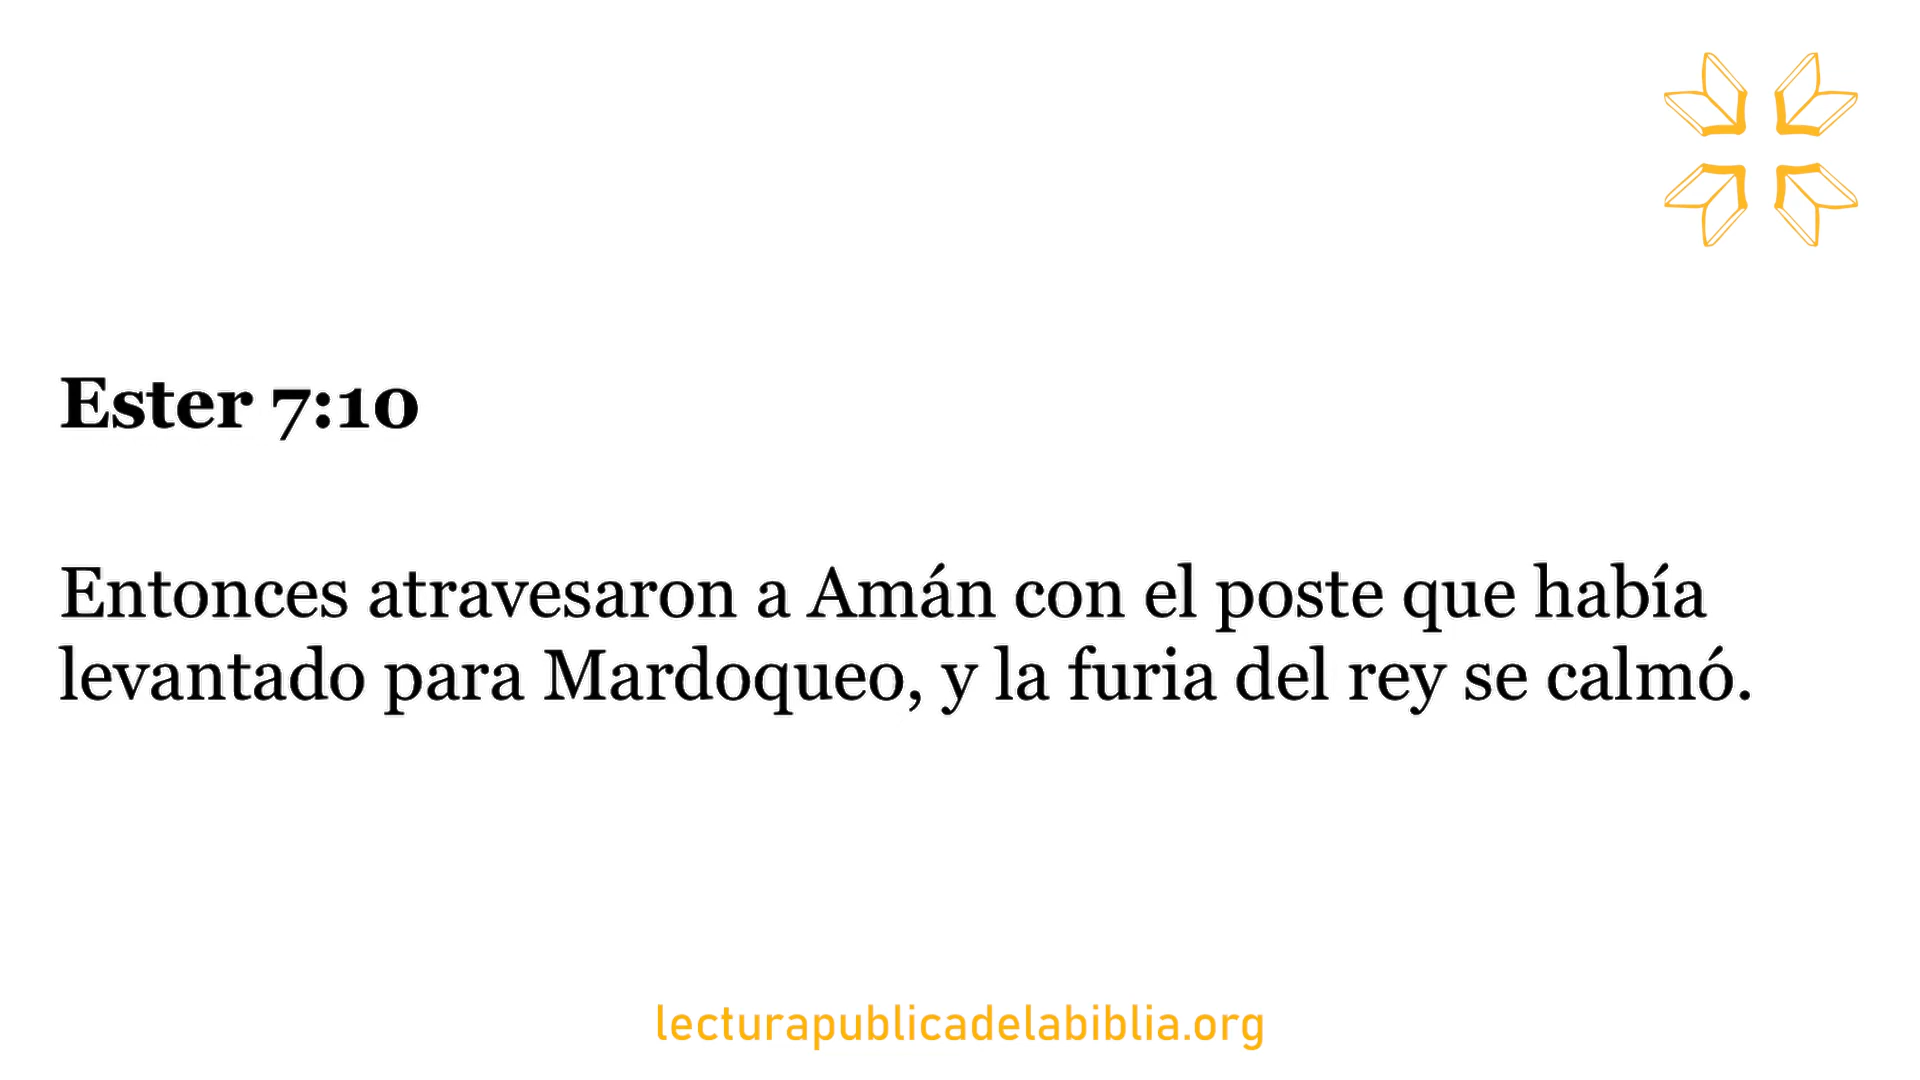 Ester 7:10
Entonces atravesaron a Amán con el poste que había
levantado para Mardoqueo, y la furia del rey se calmó.
lecturapublicadelabiblia.org